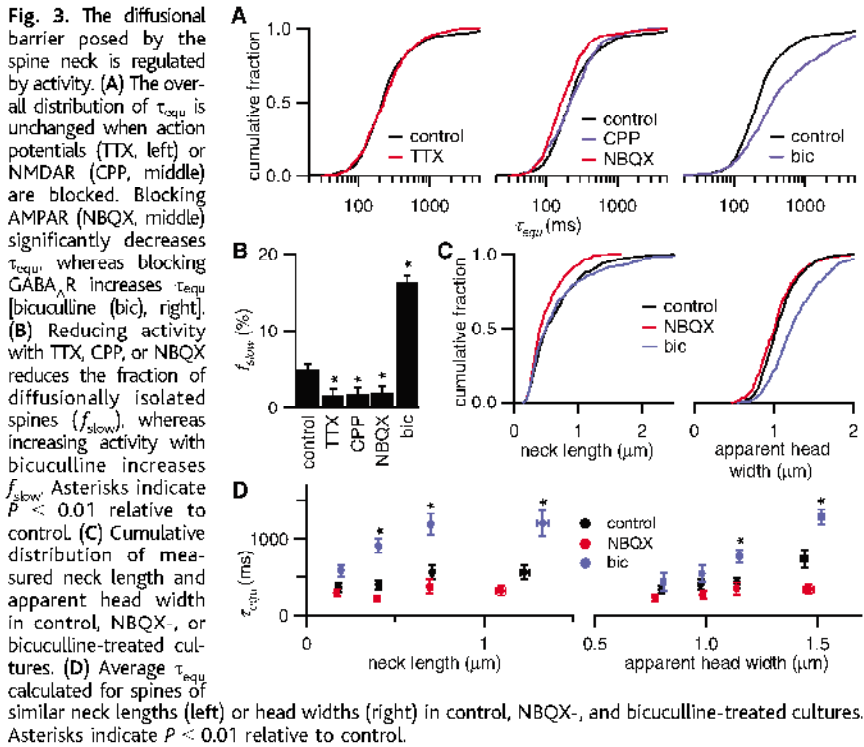 Fig. 3. The diffusional
barrier posed by the
spine neck is regulated
by activity. (A) The over-
all distribution of τequ is
unchanged when action
potentials (TTX, left) or
NMDAR (CPP, middle)
are blocked. Blocking
AMPAR (NBQX, middle)
significantly decreases
τequ, whereas blocking
GABAAR increases τequ
[bicuculline (bic), right].
(B) Reducing activity
with TTX, CPP, or NBQX
reduces the fraction of
diffusionally isolated
spines (fslow), whereas
increasing activity with
bicuculline increases
fslow. Asterisks indicate
P < 0.01 relative to
control. (C) Cumulative
distribution of mea-
sured neck length and
apparent head width
in control, NBQX-, or
bicuculline-treated cul-
tures. (D) Average τequ
calculated for spines of
similar neck lengths (left) or head widths (right) in control, NBQX-, and bicuculline-treated cultures.
Asterisks indicate P < 0.01 relative to control.
A
cumulative fraction
1.0
0.5
0.0
control
TTX
control
CPP
NBQX
control
bic
100 1000
100 1000
100 1000
τequ (ms)
B
fslow (%)
20
10
0
*
* * *
control
TTX
CPP
NBQX
bic
C
cumulative fraction
1.0
0.5
0.0
control
NBQX
bic
0 1 2
neck length (μm)
0 1 2
apparent head
width (μm)
D
τequ (ms)
1000
0
* * *
* *
control
NBQX
bic
0 1
neck length (μm)
0.5 1.0 1.5
apparent head width (μm)